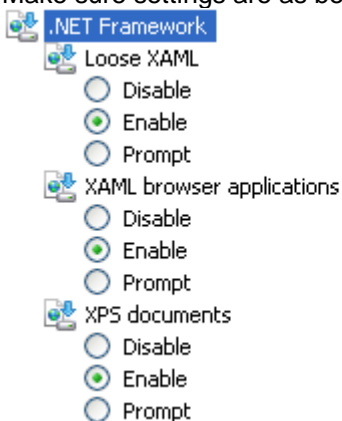 Make sure settings are as be
.NET Framework
Loose XAML
Disable
Enable
Prompt
XAML browser applications
Disable
Enable
Prompt
XPS documents
Disable
Enable
Prompt